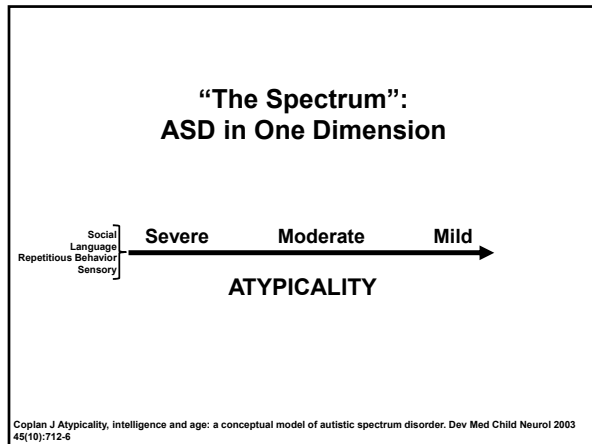 “The Spectrum”:
ASD in One Dimension
Social
Language
Repetitious Behavior
Sensory
Severe Moderate Mild
ATYPICALITY
Coplan J Atypicality, intelligence and age: a conceptual model of autistic spectrum disorder. Dev Med Child Neurol 2003
45(10):712-6